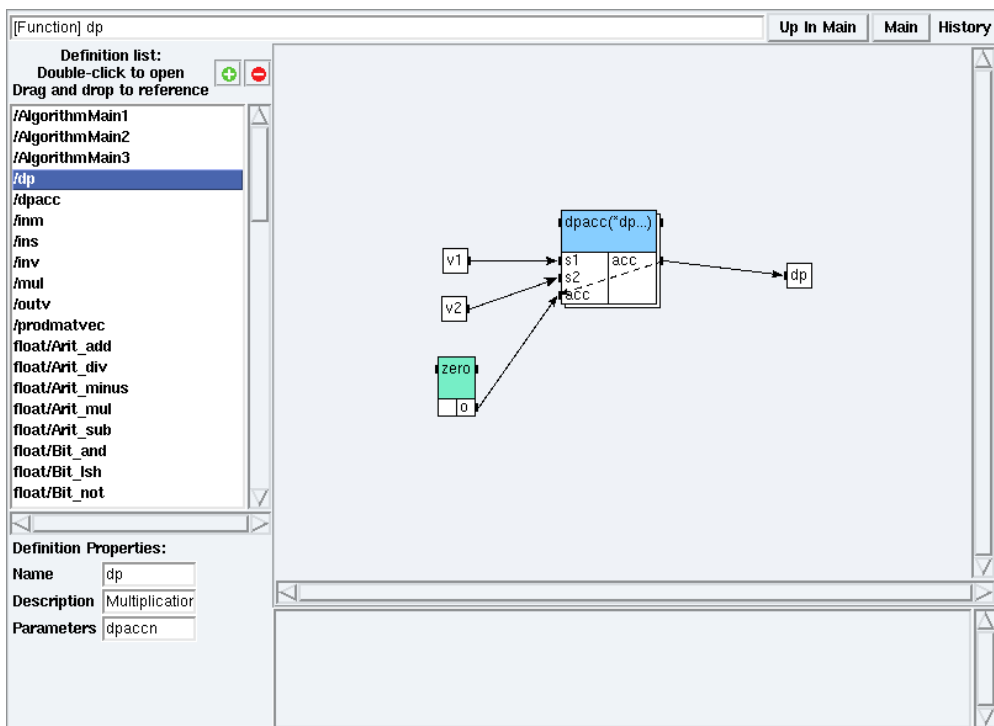 [Function] dp
Up In Main
Main
History
Definition list:
Double-click to open
Drag and drop to reference
/AlgorithmMain1
/AlgorithmMain2
/AlgorithmMain3
/dp
/dpacc
/inm
/ins
/inv
/mul
/outv
/prodmatvec
float/Arit_add
float/Arit_div
float/Arit_minus
float/Arit_mul
float/Arit_sub
float/Bit_and
float/Bit_lsh
float/Bit_not
Definition Properties:
Name dp
Description Multiplication
Parameters dpaccn
dpacc(*dp...)
v1
s1 acc
s2
acc
v2
dp
zero
o